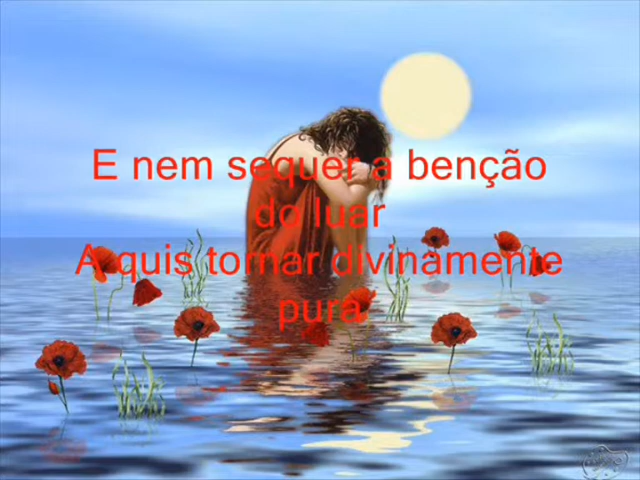 E nem sequer a benção
do luar
A quis tornar divinamente
pura